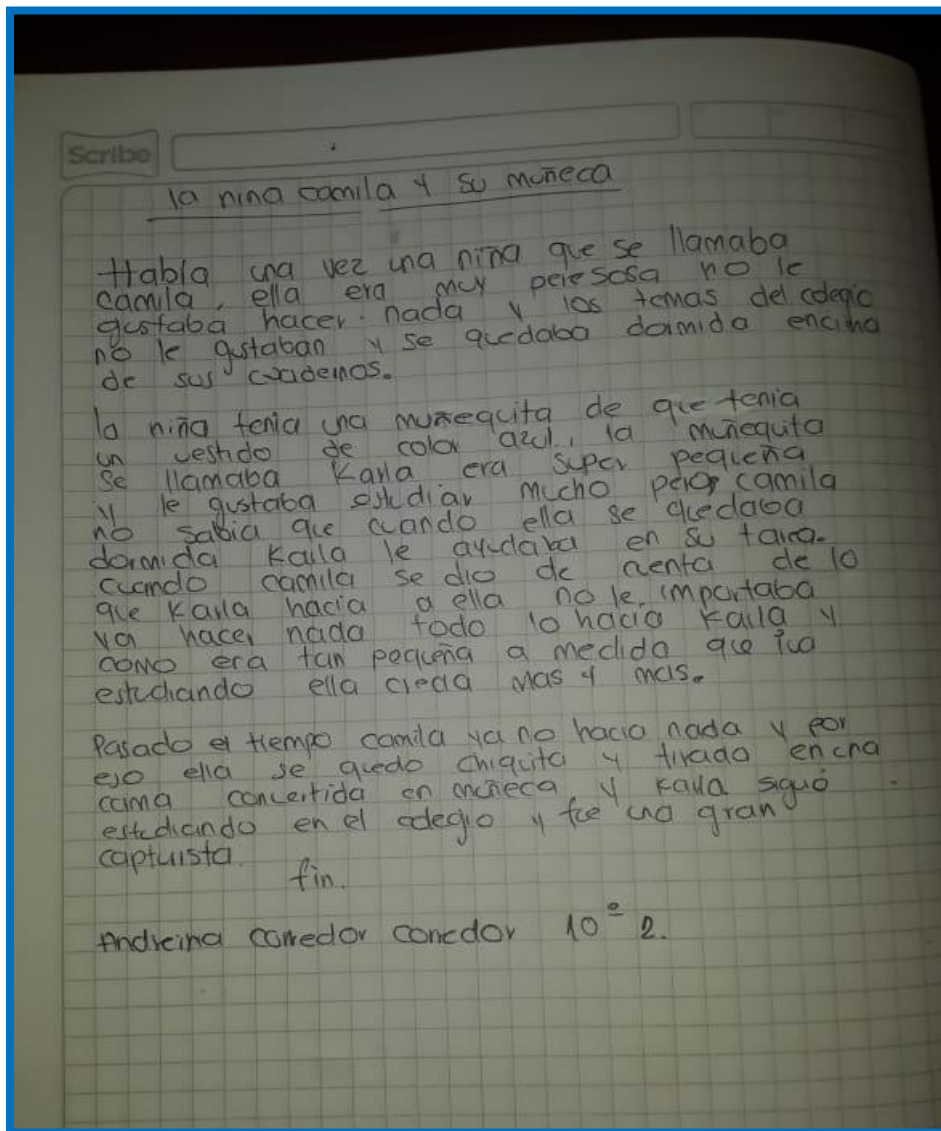 Scribe
la nina camila y su muñeca
Habia una vez una niña que se llamaba
camila, ella era muy peresosa no le
gustaba hacer nada y los temas del colegio
no le gustaban y se quedaba dormida encima
de sus cuadernos.
la niña tenia una muñequita de que tenia
un vestido de color azul, la muñequita
se llamaba Karla era super pequeña
y le gustaba estudiar mucho pero camila
no sabia que cuando ella se quedaba
dormida Karla le ayudaba en su tarea.
cuando camila se dio de cuenta de lo
que Karla hacia a ella no le importaba
ya hacer nada todo lo hacia Karla y
como era tan pequeña a medida que iva
estudiando ella crecia mas y mas.
Pasado el tiempo camila ya no hacia nada y por
eso ella se quedo chiquita y tirada en una
cama convertida en muñeca y Karla siguó
estudiando en el colegio y fue una gran
captuista.
fin.
Andreina corredor corredor 10º 2.